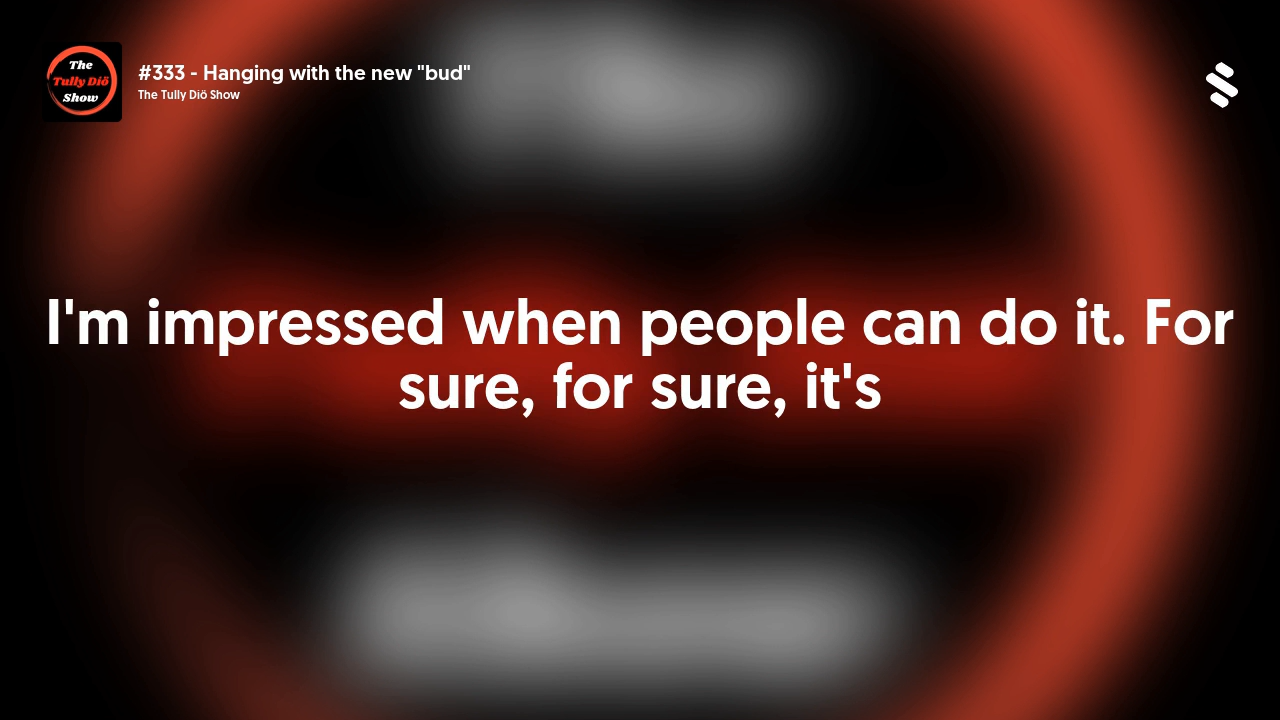 The
Tully Diö
Show
#333 - Hanging with the new "bud"
The Tully Diö Show
I'm impressed when people can do it. For
sure, for sure, it's